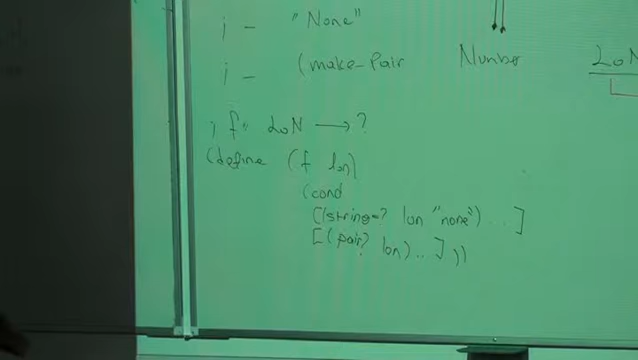 ; - "None"
; - (make-Pair Number LoN
; f: LoN → ?
(define (f lon)
(cond
[(string=? lon "none") ... ]
[(pair? lon) .. ] ))